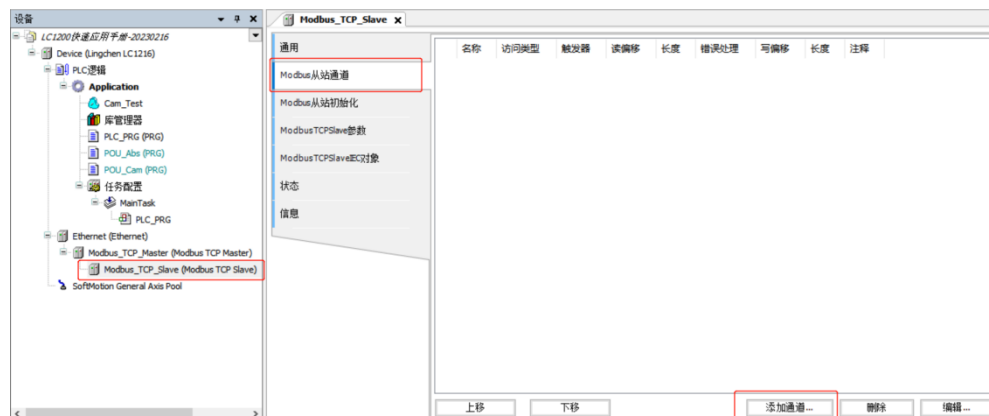 设备
LC1200快速应用手册-20230216
Device (Lingchen LC1216)
PLC逻辑
Application
Cam_Test
库管理器
PLC_PRG (PRG)
POU_Abs (PRG)
POU_Cam (PRG)
任务配置
MainTask
PLC_PRG
Ethernet (Ethernet)
Modbus_TCP_Master (Modbus TCP Master)
Modbus_TCP_Slave (Modbus TCP Slave)
SoftMotion General Axis Pool
Modbus_TCP_Slave
通用
Modbus从站通道
Modbus从站初始化
ModbusTCPSlave参数
ModbusTCPSlaveIEC对象
状态
信息
名称 访问类型 触发器 读偏移 长度 错误处理 写偏移 长度 注释
上移 下移 添加通道... 删除 编辑...